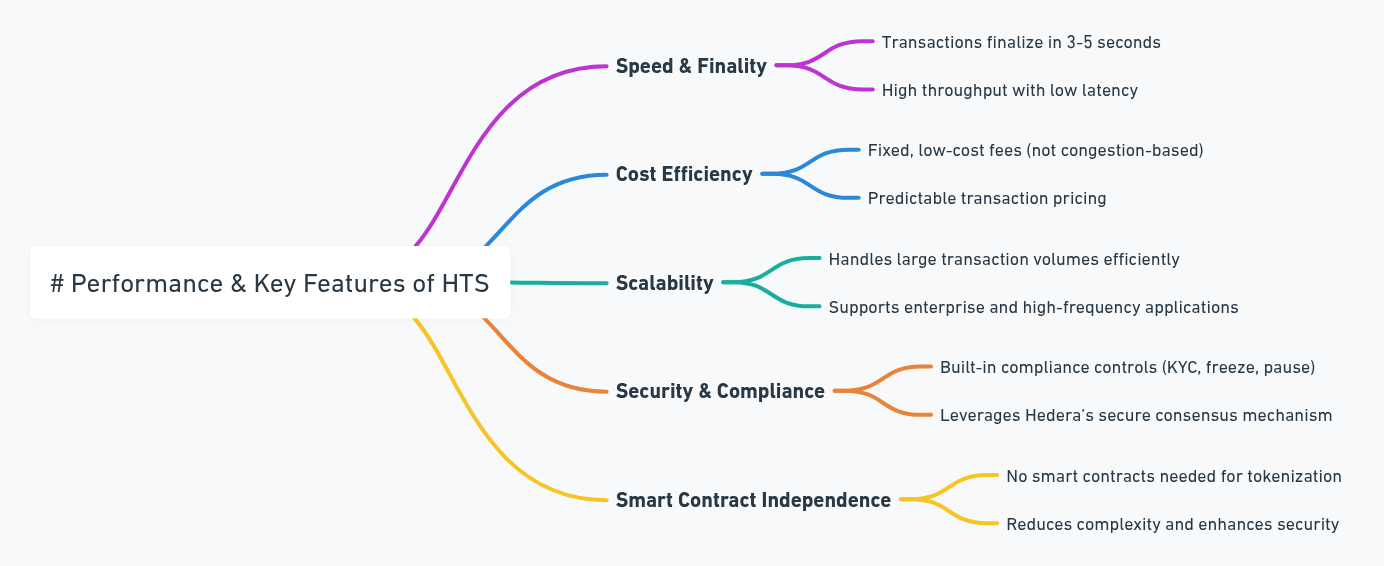 # Performance & Key Features of HTS
Speed & Finality
Transactions finalize in 3-5 seconds
High throughput with low latency
Cost Efficiency
Fixed, low-cost fees (not congestion-based)
Predictable transaction pricing
Scalability
Handles large transaction volumes efficiently
Supports enterprise and high-frequency applications
Security & Compliance
Built-in compliance controls (KYC, freeze, pause)
Leverages Hedera’s secure consensus mechanism
Smart Contract Independence
No smart contracts needed for tokenization
Reduces complexity and enhances security